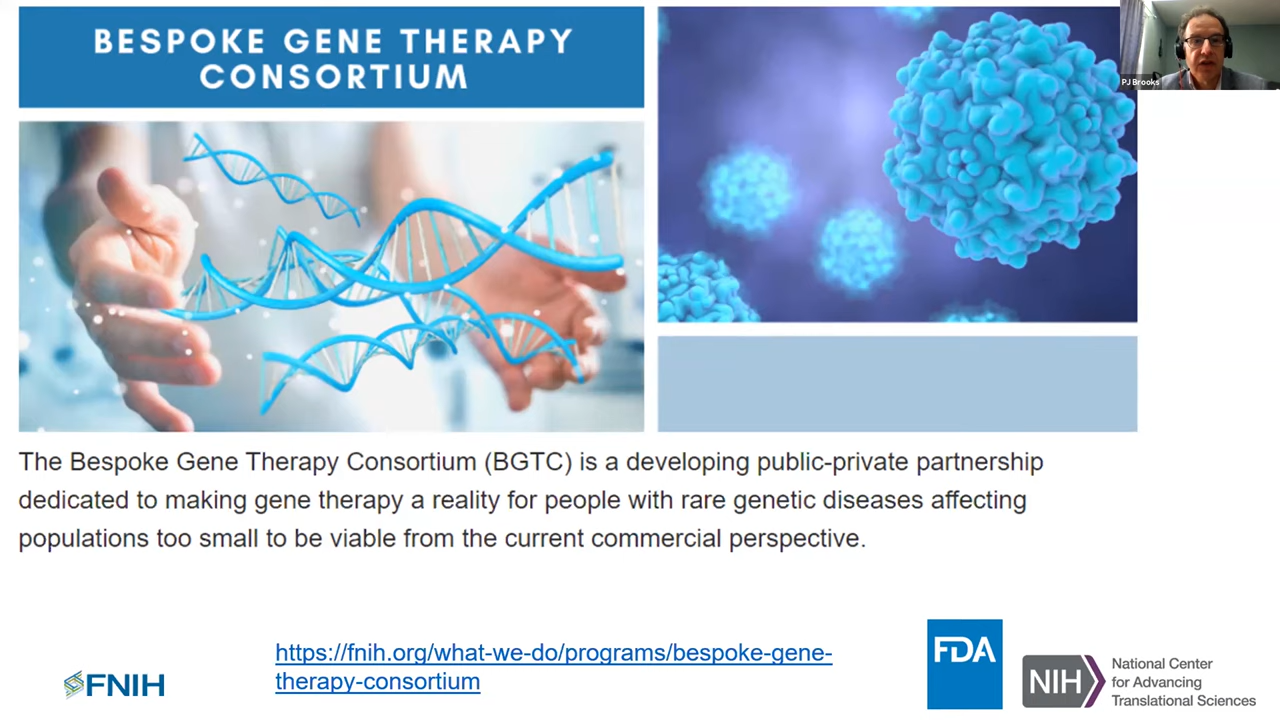 BESPOKE GENE THERAPY
CONSORTIUM
PJ Brooks
The Bespoke Gene Therapy Consortium (BGTC) is a developing public-private partnership
dedicated to making gene therapy a reality for people with rare genetic diseases affecting
populations too small to be viable from the current commercial perspective.
FNIH
https://fnih.org/what-we-do/programs/bespoke-gene-
therapy-consortium
FDA
NIH
National Center
for Advancing
Translational Sciences